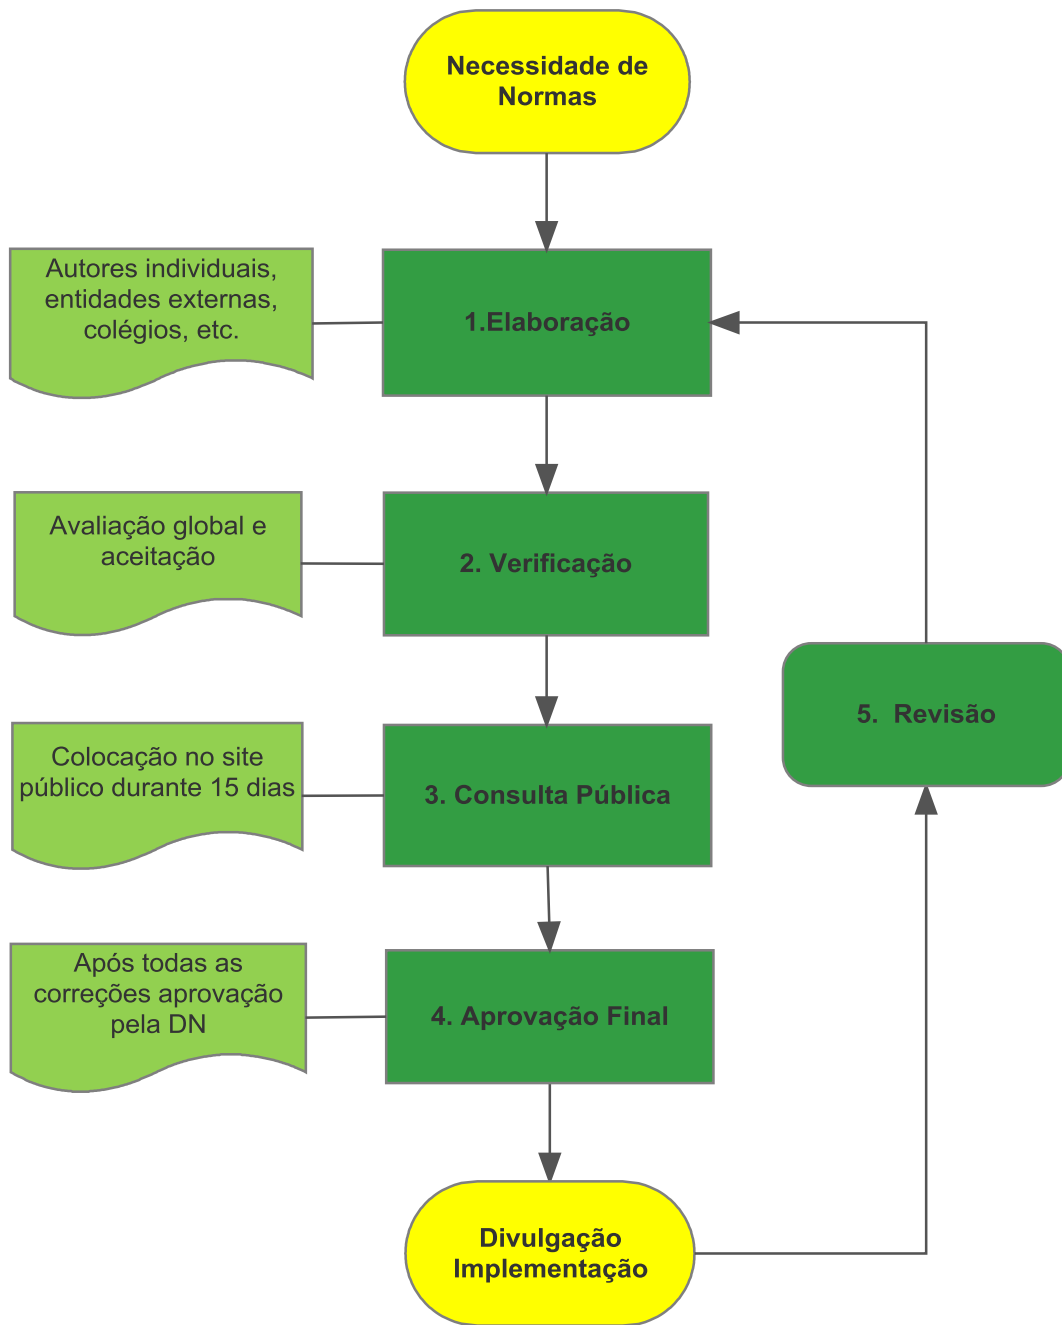 Necessidade de
Normas
Autores individuais,
entidades externas,
colégios, etc.
1.Elaboração
Avaliação global e
aceitação
2. Verificação
5.  Revisão
Colocação no site
público durante 15 dias
3. Consulta Pública
Após todas as
correções aprovação
pela DN
4. Aprovação Final
Divulgação
Implementação